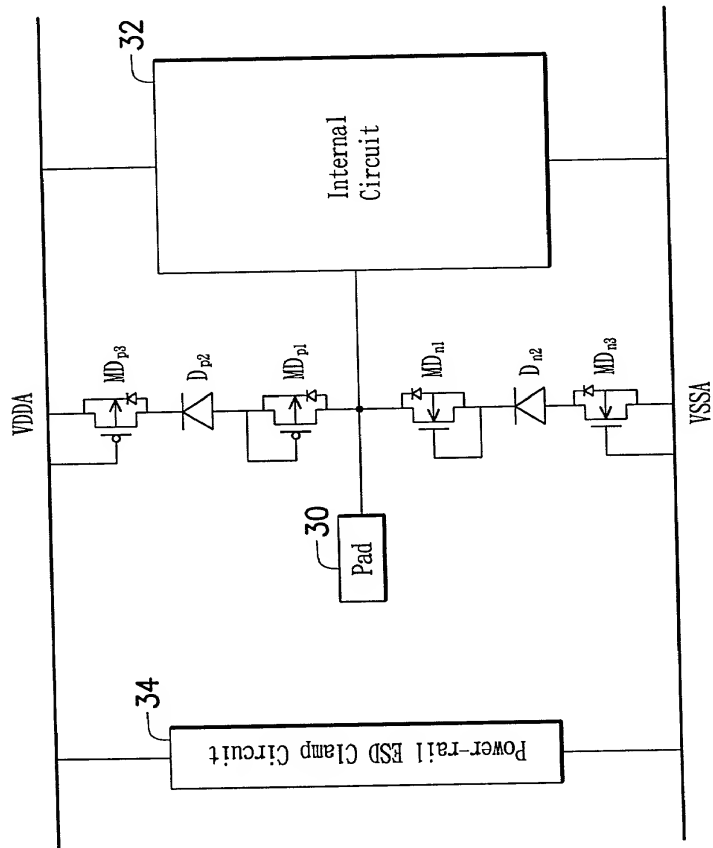 VDDA
32
Internal
Circuit
MDp3
Dp2
MDp1
MDn1
Dn2
MDn3
30
Pad
34
Power-rail ESD Clamp Circuit
VSSA